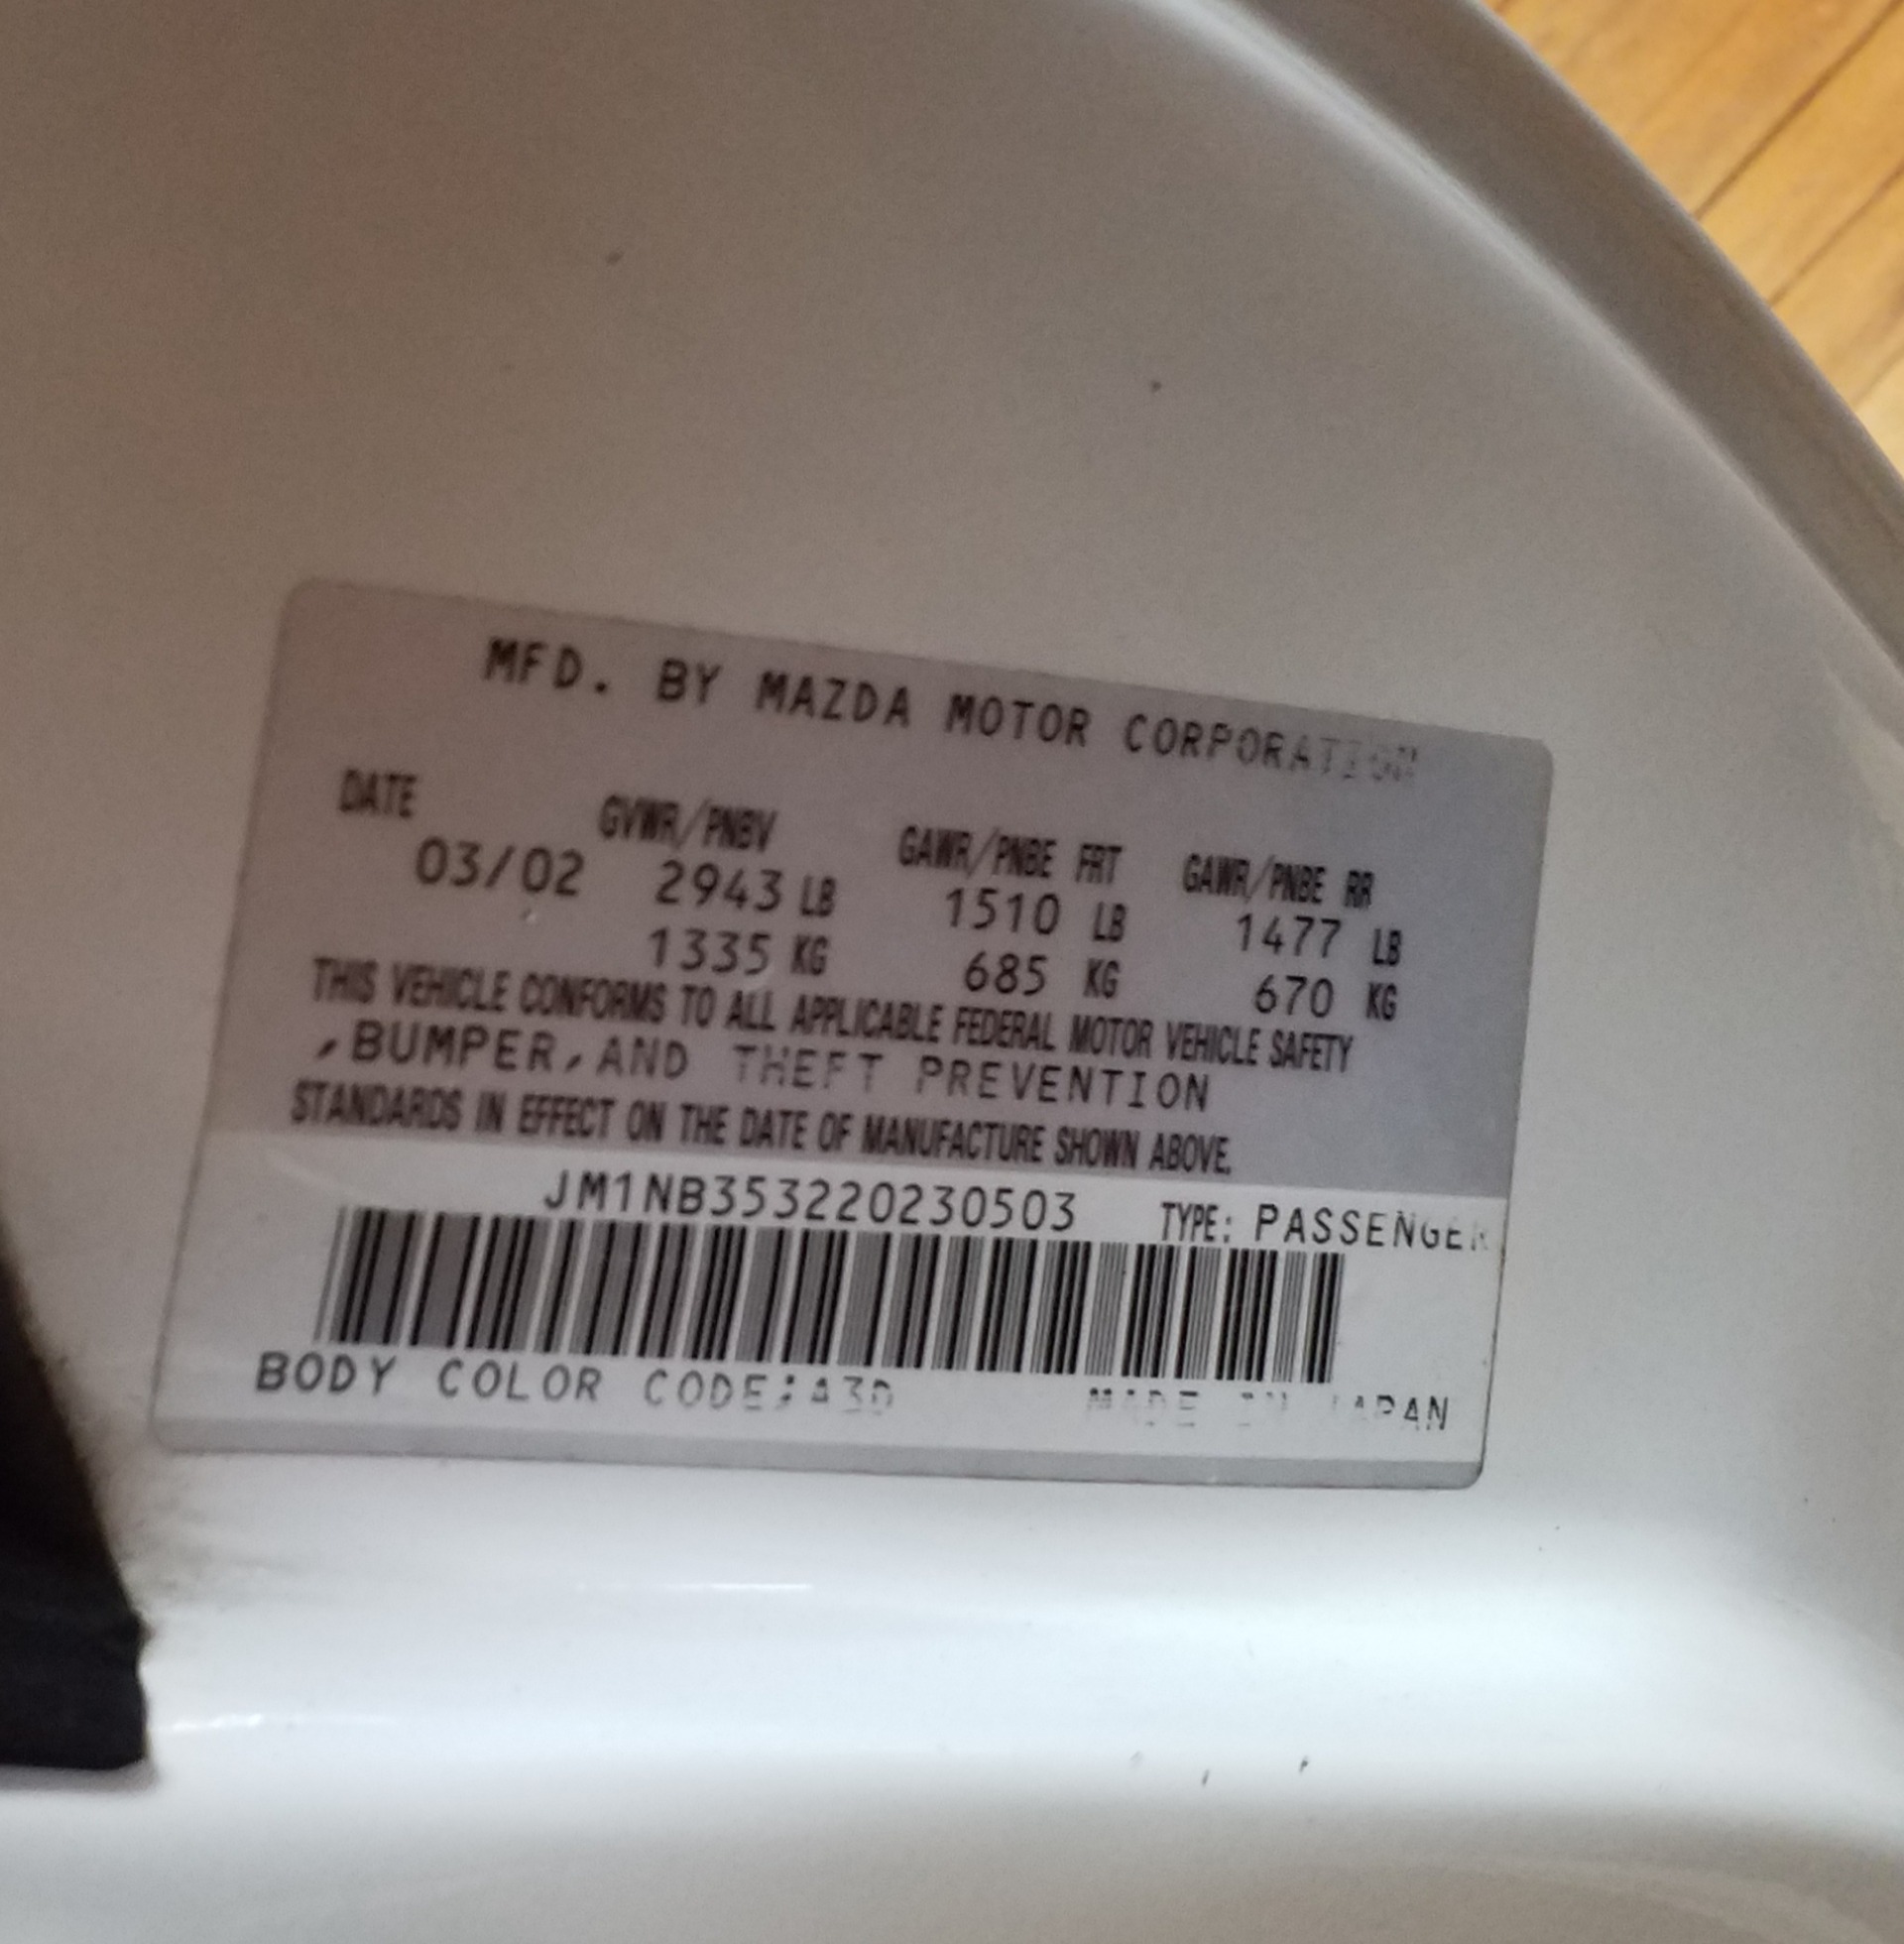 MFD. BY MAZDA MOTOR CORPORATION
DATE GVWR/PNBV GAWR/PNBE FRT GAWR/PNBE RR
03/02 2943 LB 1510 LB 1477 LB
1335 KG 685 KG 670 KG
THIS VEHICLE CONFORMS TO ALL APPLICABLE FEDERAL MOTOR VEHICLE SAFETY
,BUMPER,AND THEFT PREVENTION
STANDARDS IN EFFECT ON THE DATE OF MANUFACTURE SHOWN ABOVE.
JM1NB353220230503 TYPE: PASSENGER
BODY COLOR CODE:A3D MADE IN JAPAN